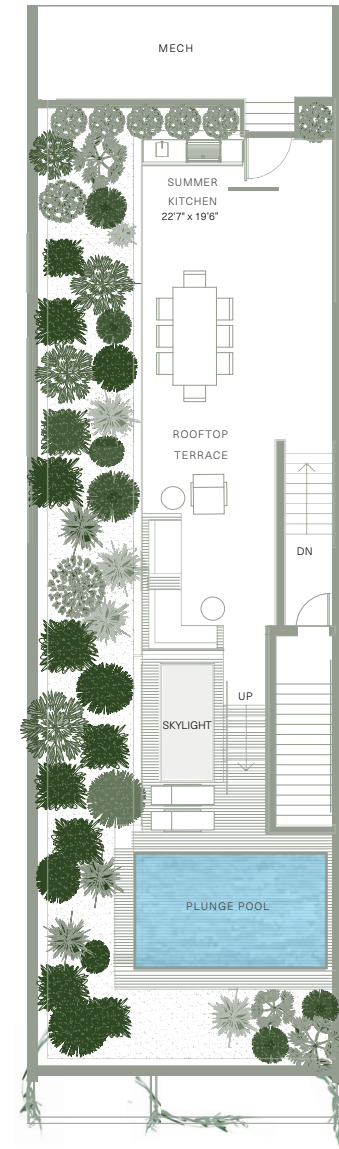 MECH
SUMMER
KITCHEN
22'7" x 19'6"
ROOFTOP
TERRACE
DN
UP
SKYLIGHT
PLUNGE POOL